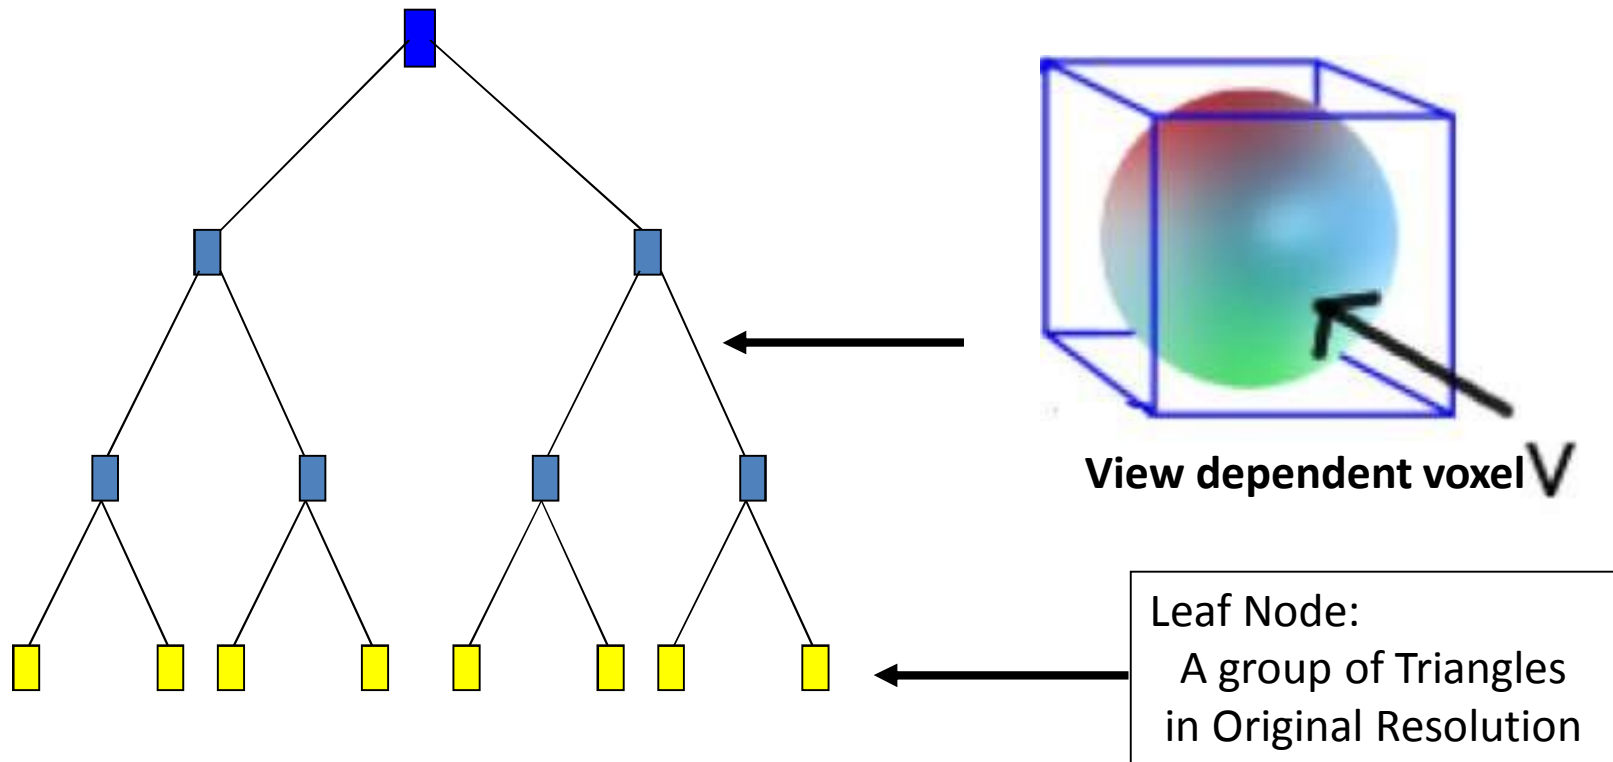 View dependent voxel V
Leaf Node:
A group of Triangles
in Original Resolution